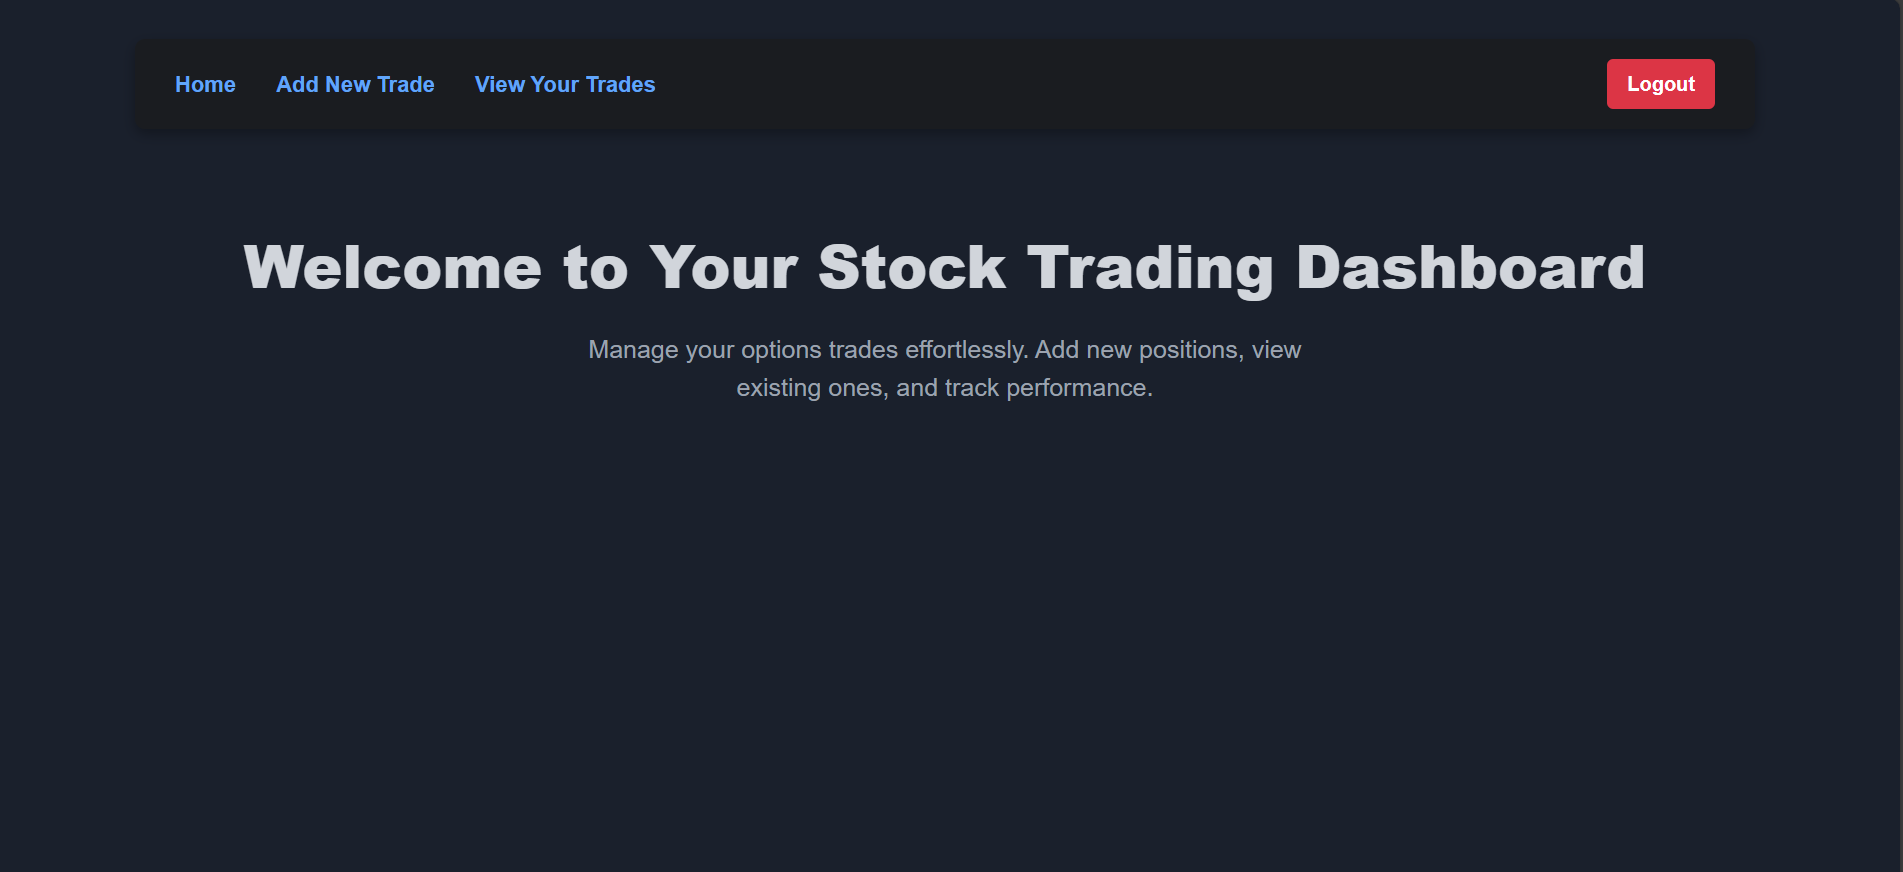 Home Add New Trade View Your Trades Logout
Welcome to Your Stock Trading Dashboard
Manage your options trades effortlessly. Add new positions, view
existing ones, and track performance.